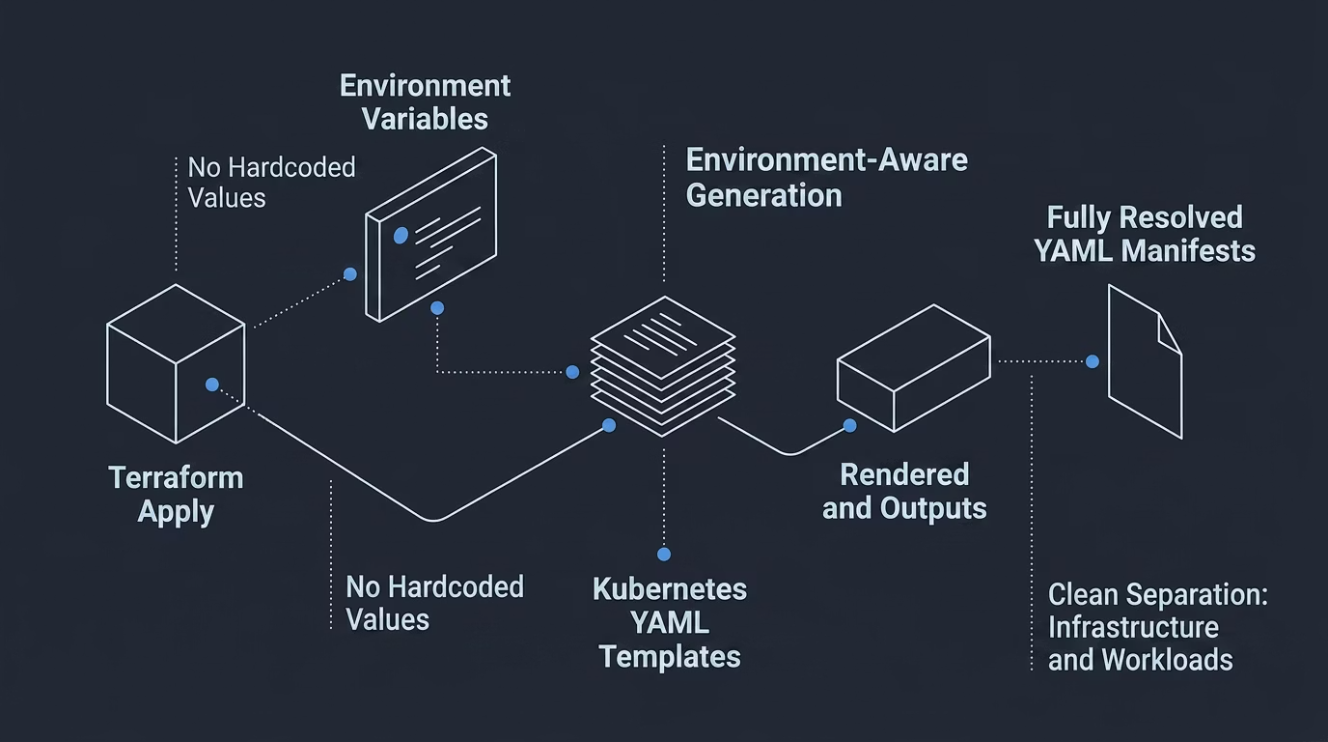 Environment
Variables
No Hardcoded
Values
Environment-Aware
Generation
Fully Resolved
YAML Manifests
Terraform
Apply
Rendered
and Outputs
No Hardcoded
Values
Kubernetes
YAML
Templates
Clean Separation:
Infrastructure
and Workloads